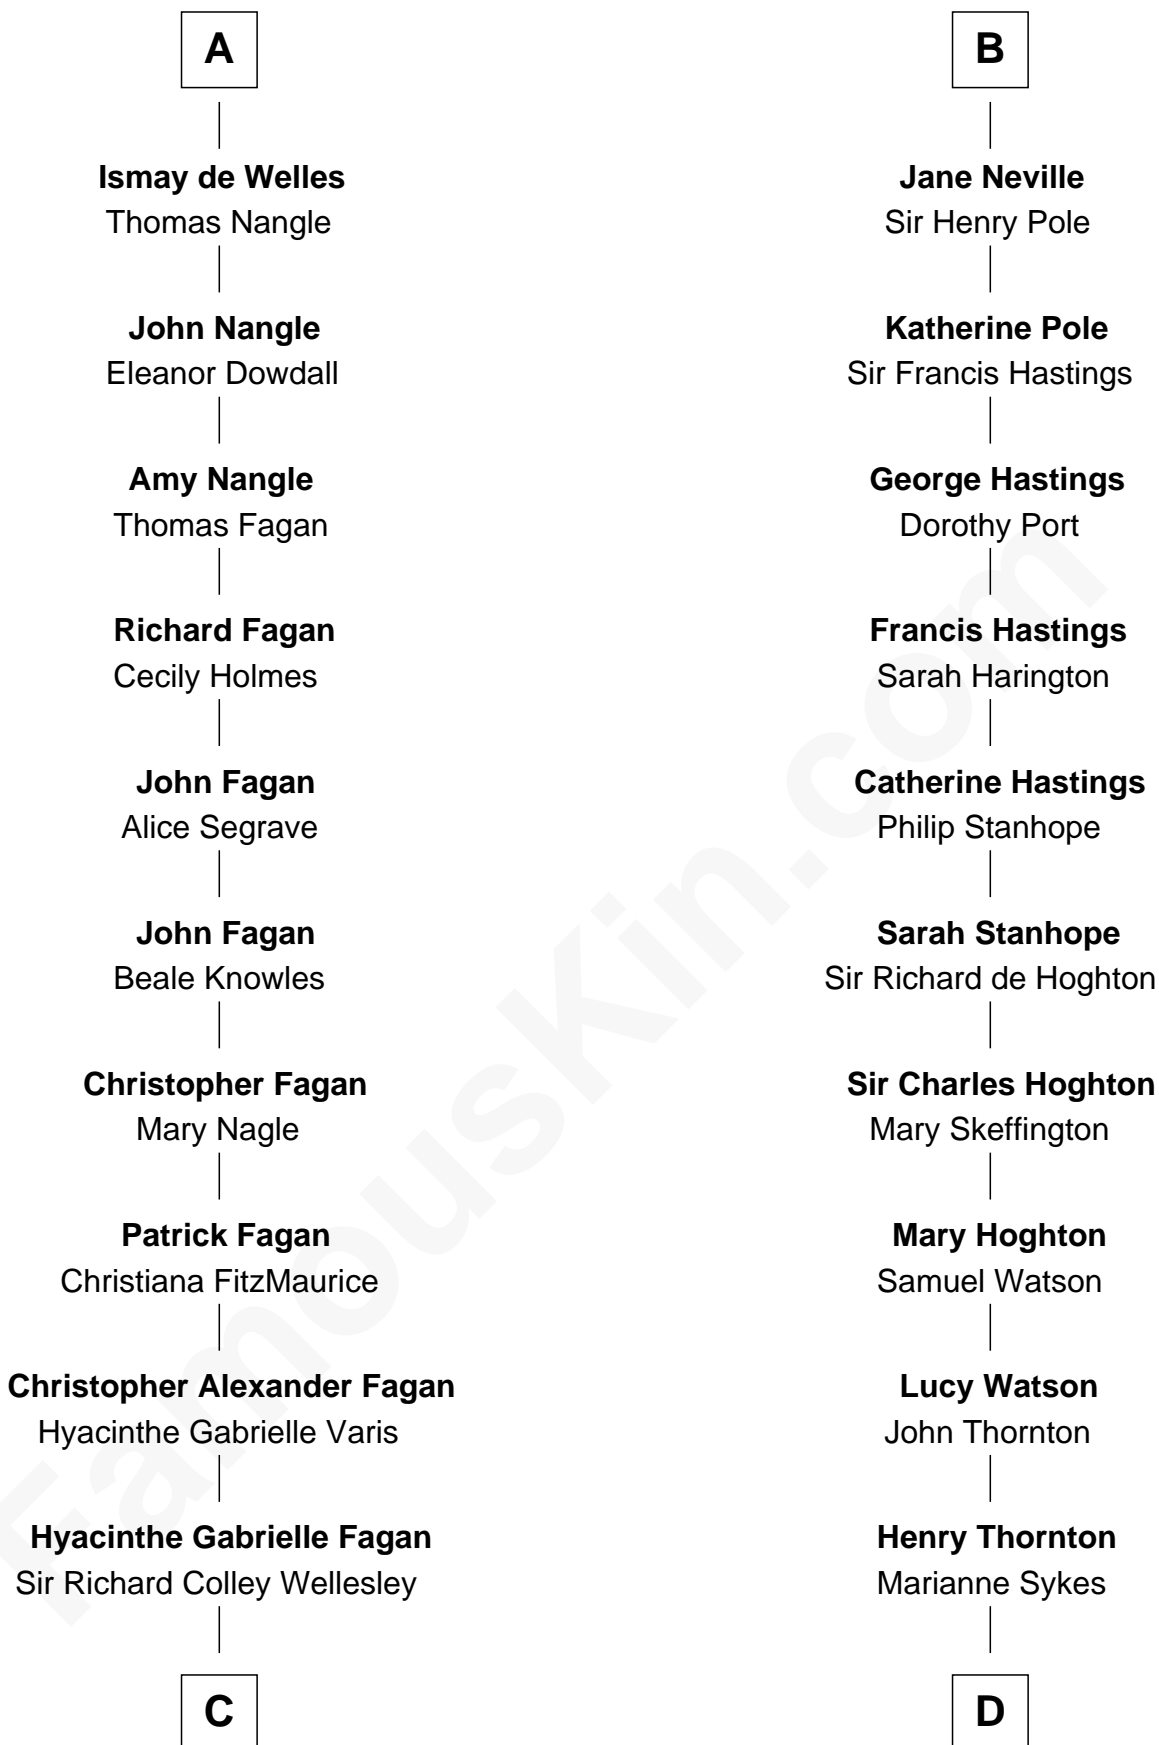 A
Ismay de Welles
Thomas Nangle
John Nangle
Eleanor Dowdall
Amy Nangle
Thomas Fagan
Richard Fagan
Cecily Holmes
John Fagan
Alice Segrave
John Fagan
Beale Knowles
Christopher Fagan
Mary Nagle
Patrick Fagan
Christiana FitzMaurice
Christopher Alexander Fagan
Hyacinthe Gabrielle Varis
Hyacinthe Gabrielle Fagan
Sir Richard Colley Wellesley
C
B
Jane Neville
Sir Henry Pole
Katherine Pole
Sir Francis Hastings
George Hastings
Dorothy Port
Francis Hastings
Sarah Harington
Catherine Hastings
Philip Stanhope
Sarah Stanhope
Sir Richard de Hoghton
Sir Charles Hoghton
Mary Skeffington
Mary Hoghton
Samuel Watson
Lucy Watson
John Thornton
Henry Thornton
Marianne Sykes
D
FamousKin.com